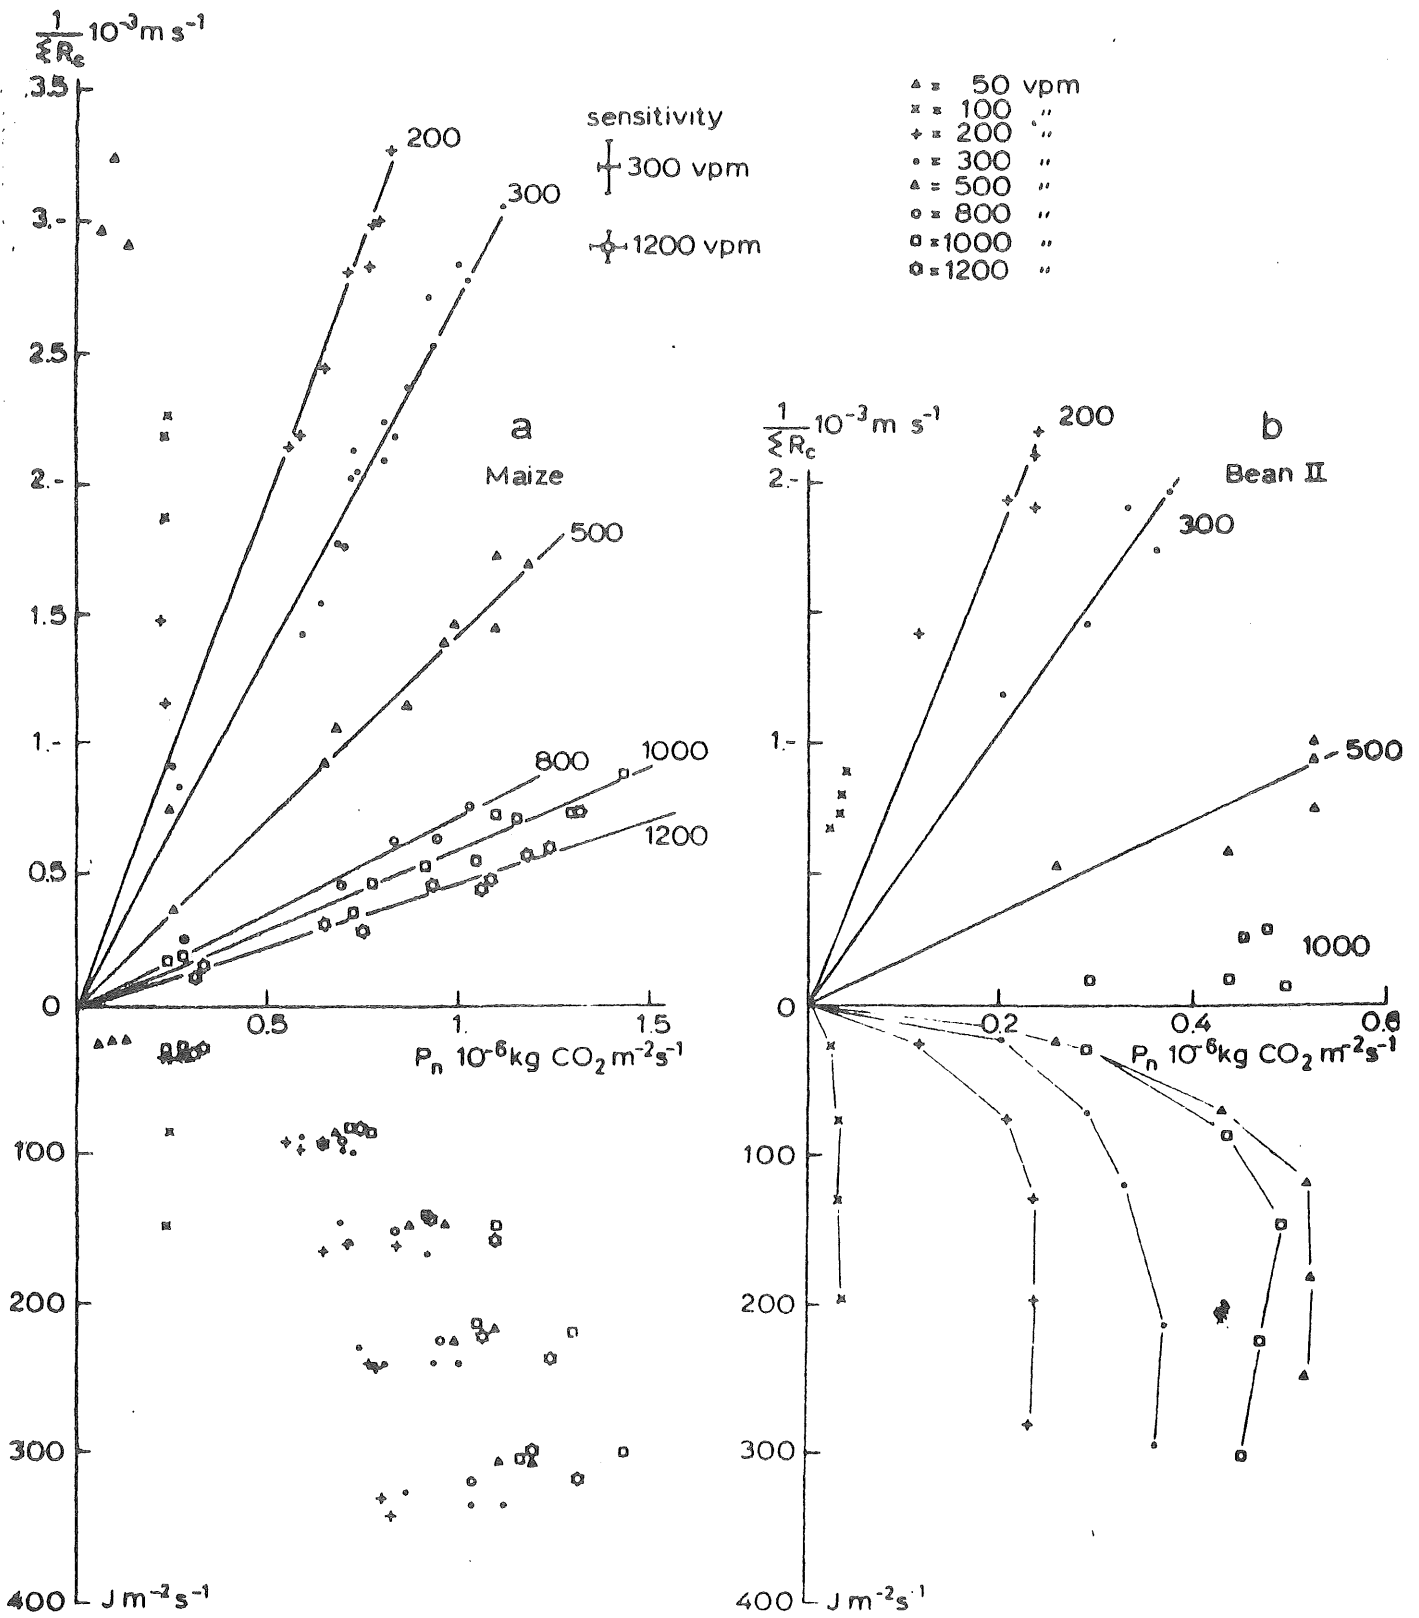 1/ΣRc 10⁻³ m s⁻¹
3.5
3.-
2.5
2.-
1.5
1.-
0.5
0
200
300
500
800
1000
1200
a
Maize
sensitivity
300 vpm
1200 vpm
▲ = 50 vpm
× = 100 "
+ = 200 "
• = 300 "
▲ = 500 "
o = 800 "
□ = 1000 "
⬡ = 1200 "
0.5
1.
1.5
Pn 10⁻⁶ kg CO₂ m⁻² s⁻¹
100
200
300
400 J m⁻² s⁻¹
1/ΣRc 10⁻³ m s⁻¹
2.-
1.-
0
200
300
500
1000
b
Bean II
0.2
0.4
0.6
Pn 10⁻⁶ kg CO₂ m⁻² s⁻¹
100
200
300
400 J m⁻² s⁻¹